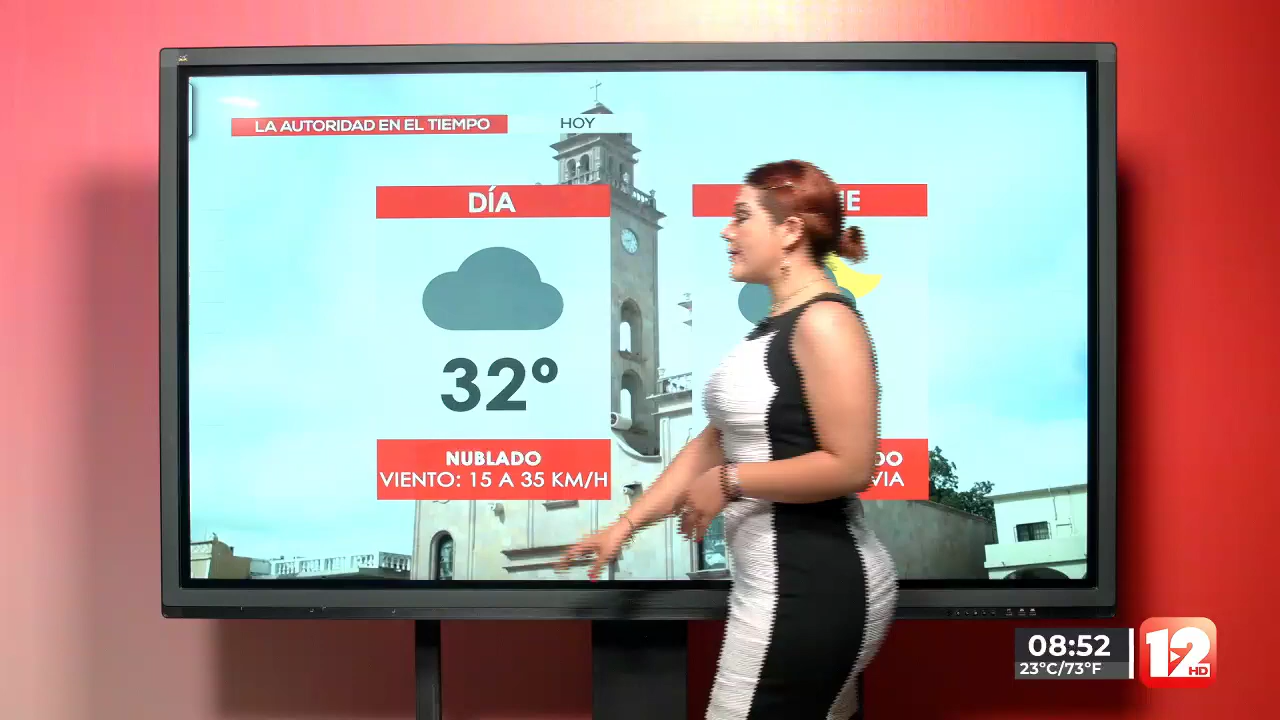 LA AUTORIDAD EN EL TIEMPO
HOY
DÍA
32°
NUBLADO
VIENTO: 15 A 35 KM/H
08:52
23°C/73°F
12
HD